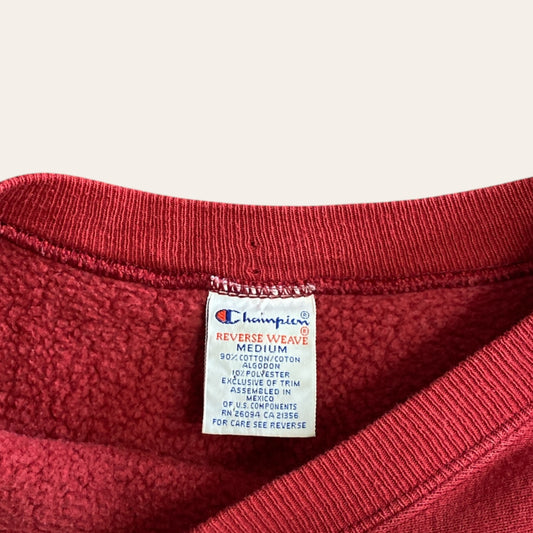 Champion®
REVERSE WEAVE®
MEDIUM
90% COTTON/COTON
ALGODON
10% POLYESTER
EXCLUSIVE OF TRIM
ASSEMBLED IN
MEXICO
OF U.S. COMPONENTS
RN 26094 CA 21356
FOR CARE SEE REVERSE